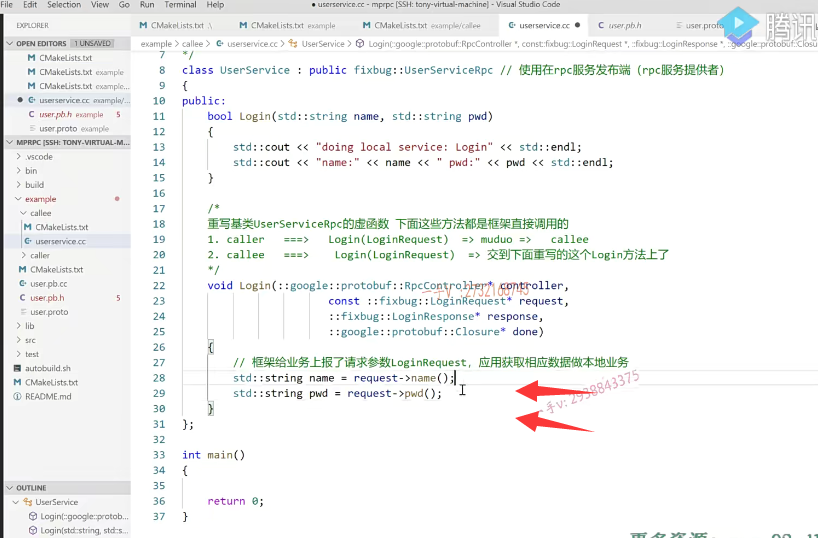 File Edit Selection View Go Run Terminal Help
● userservice.cc - mprpc [SSH: tony-virtual-machine] - Visual Studio Code
EXPLORER
OPEN EDITORS 1 UNSAVED
CMakeLists.txt
CMakeLists.txt example
CMakeLists.txt example...
userservice.cc example/...
user.pb.h example 5
user.proto example
MPRPC [SSH: TONY-VIRTUAL-M...
.vscode
bin
build
example
callee
CMakeLists.txt
userservice.cc
caller
CMakeLists.txt
user.pb.cc
user.pb.h 5
user.proto
lib
src
test
autobuild.sh
CMakeLists.txt
README.md
OUTLINE
UserService
Login(::google::protob...
Login(std::string, std::s...
CMakeLists.txt .\
CMakeLists.txt example
CMakeLists.txt example/callee
userservice.cc ●
user.pb.h
user.proto
腾讯
example > callee > userservice.cc > UserService > Login(::google::protobuf::RpcController *, const::fixbug::LoginRequest *, ::fixbug::LoginResponse *, ::google::protobuf::Closu
7 */
8 class UserService : public fixbug::UserServiceRpc // 使用在rpc服务发布端（rpc服务提供者）
9 {
10 public:
11 bool Login(std::string name, std::string pwd)
12 {
13 std::cout << "doing local service: Login" << std::endl;
14 std::cout << "name:" << name << " pwd:" << pwd << std::endl;
15 }
16
17 /*
18 重写基类UserServiceRpc的虚函数 下面这些方法都是框架直接调用的
19 1. caller ===> Login(LoginRequest) => muduo => callee
20 2. callee ===> Login(LoginRequest) => 交到下面重写的这个Login方法上了
21 */
22 void Login(::google::protobuf::RpcController* controller,
23 const ::fixbug::LoginRequest* request,
24 ::fixbug::LoginResponse* response,
25 ::google::protobuf::Closure* done)
26 {
27 // 框架给业务上报了请求参数LoginRequest，应用获取相应数据做本地业务
28 std::string name = request->name();
29 std::string pwd = request->pwd();
30 }
31 };
32
33 int main()
34 {
35
36 return 0;
37 }
一手v: 2938843375